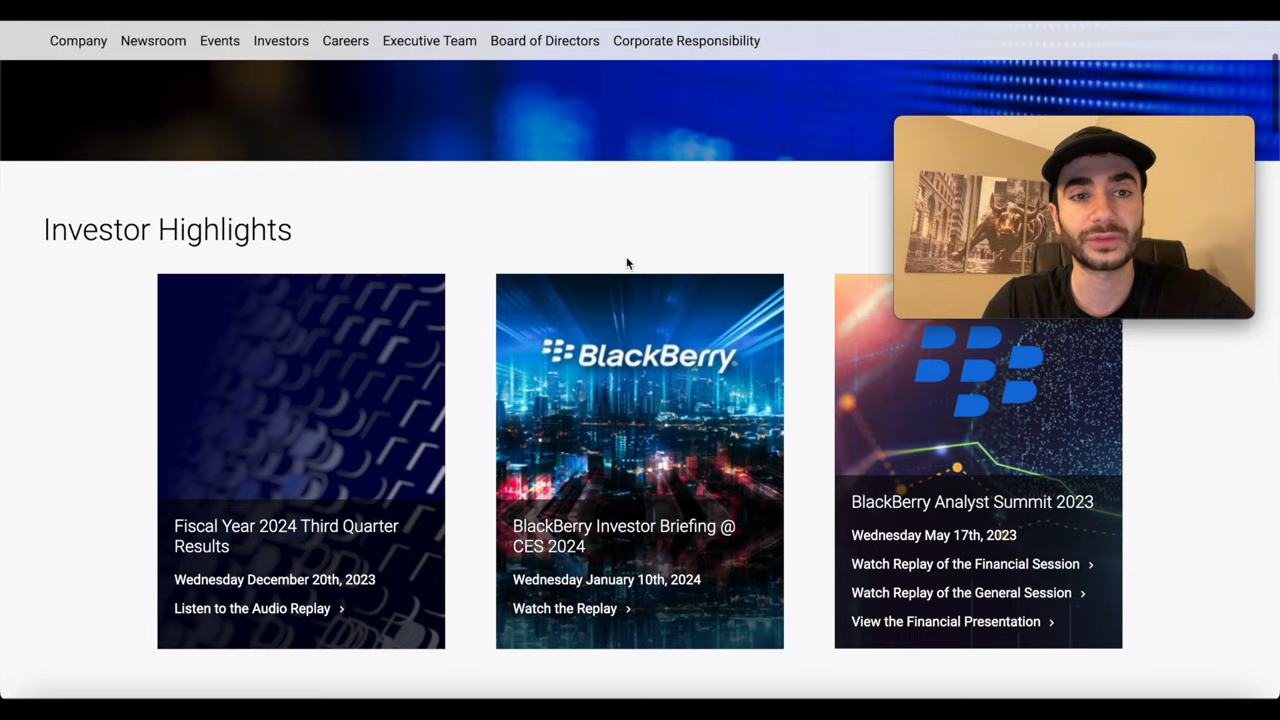 Company Newsroom Events Investors Careers Executive Team Board of Directors Corporate Responsibility
Investor Highlights
BlackBerry
Fiscal Year 2024 Third Quarter
Results
Wednesday December 20th, 2023
Listen to the Audio Replay ›
BlackBerry Investor Briefing @
CES 2024
Wednesday January 10th, 2024
Watch the Replay ›
BlackBerry Analyst Summit 2023
Wednesday May 17th, 2023
Watch Replay of the Financial Session ›
Watch Replay of the General Session ›
View the Financial Presentation ›